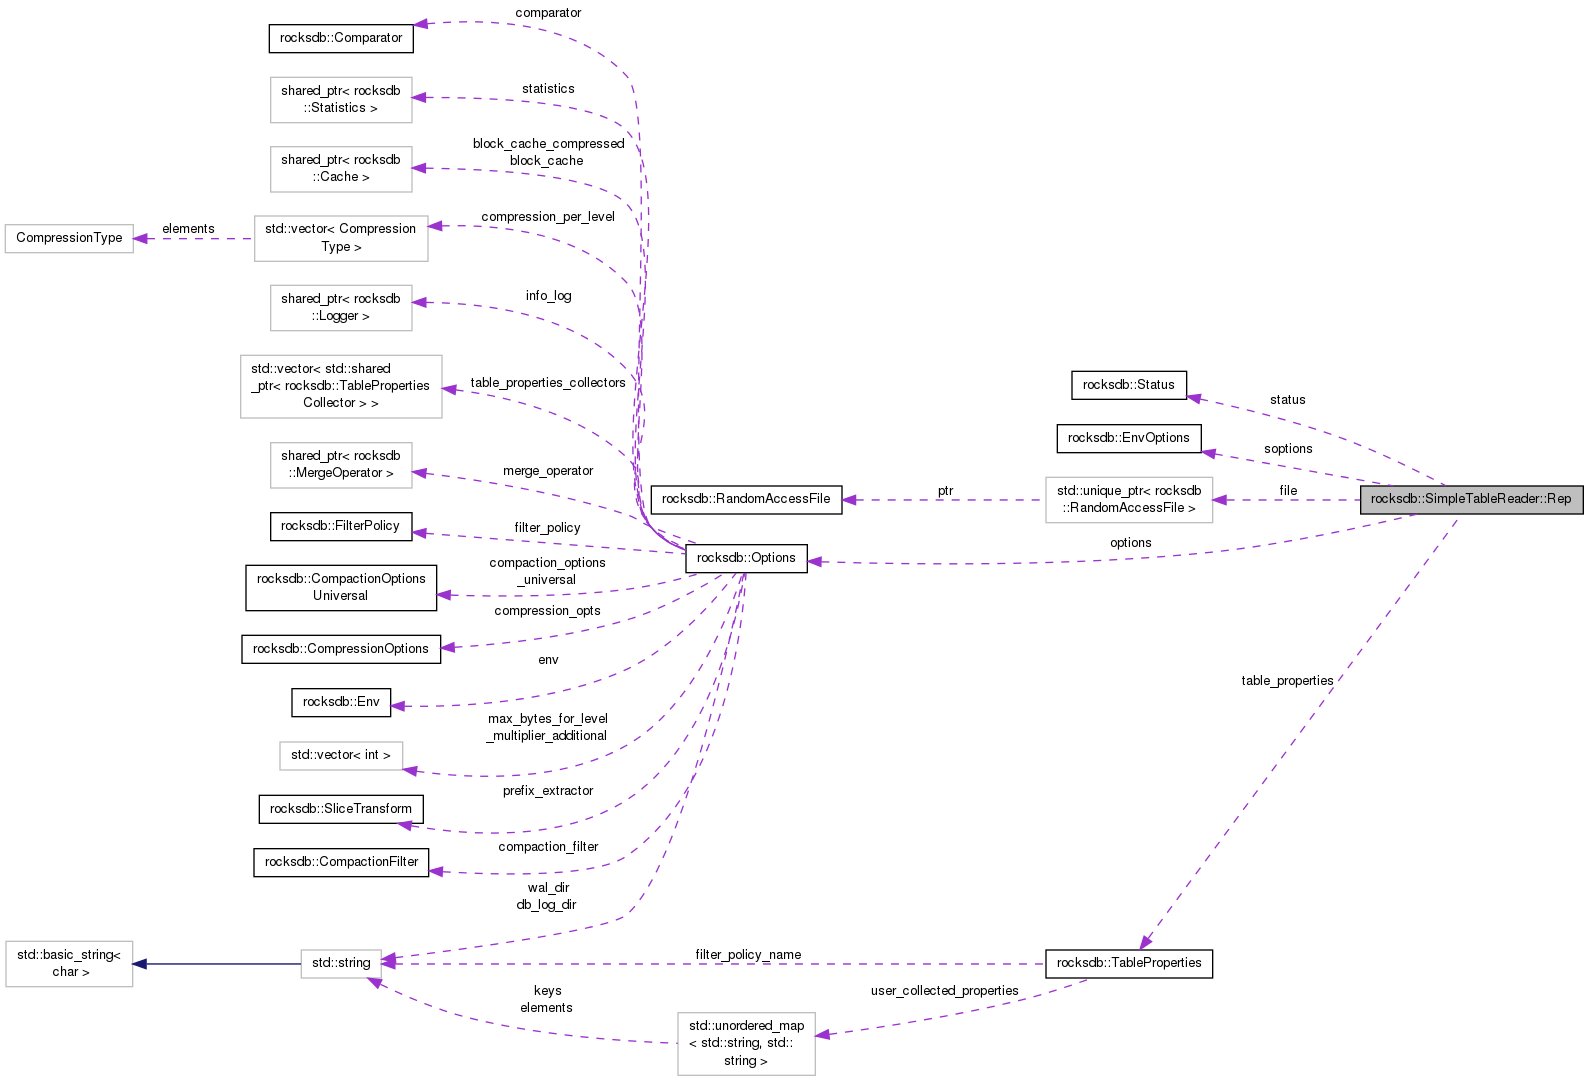 comparator
rocksdb::Comparator
statistics
shared_ptr< rocksdb
::Statistics >
block_cache_compressed
block_cache
shared_ptr< rocksdb
::Cache >
compression_per_level
CompressionType
elements
std::vector< Compression
Type >
info_log
shared_ptr< rocksdb
::Logger >
table_properties_collectors
std::vector< std::shared
_ptr< rocksdb::TableProperties
Collector > >
rocksdb::Status
status
rocksdb::EnvOptions
soptions
merge_operator
shared_ptr< rocksdb
::MergeOperator >
rocksdb::RandomAccessFile
ptr
std::unique_ptr< rocksdb
::RandomAccessFile >
file
rocksdb::SimpleTableReader::Rep
filter_policy
rocksdb::FilterPolicy
options
rocksdb::Options
compaction_options
_universal
rocksdb::CompactionOptions
Universal
compression_opts
rocksdb::CompressionOptions
env
rocksdb::Env
table_properties
max_bytes_for_level
_multiplier_additional
std::vector< int >
prefix_extractor
rocksdb::SliceTransform
compaction_filter
rocksdb::CompactionFilter
wal_dir
db_log_dir
std::basic_string<
char >
std::string
filter_policy_name
rocksdb::TableProperties
keys
elements
user_collected_properties
std::unordered_map
< std::string, std::
string >